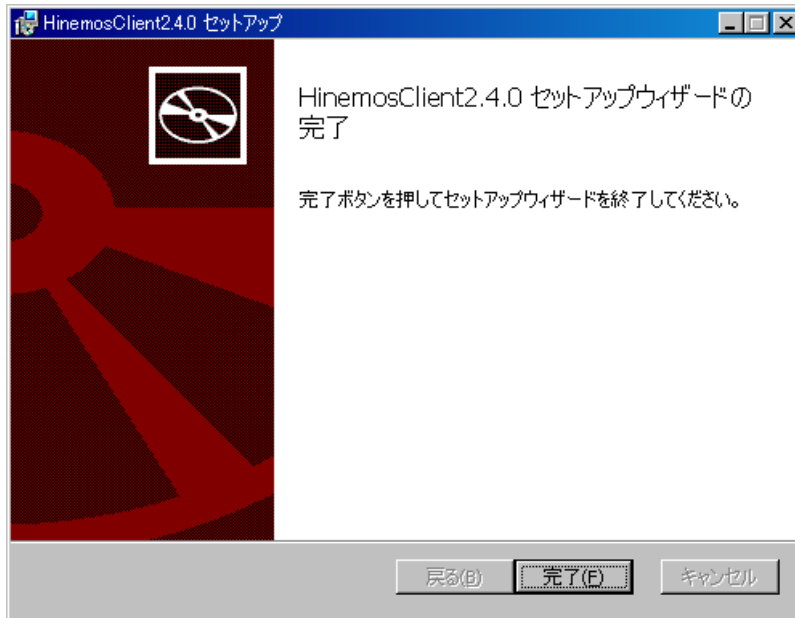 HinemosClient2.4.0 セットアップ
HinemosClient2.4.0 セットアップウィザードの
完了
完了ボタンを押してセットアップウィザードを終了してください。
戻る(B) 完了(F) キャンセル